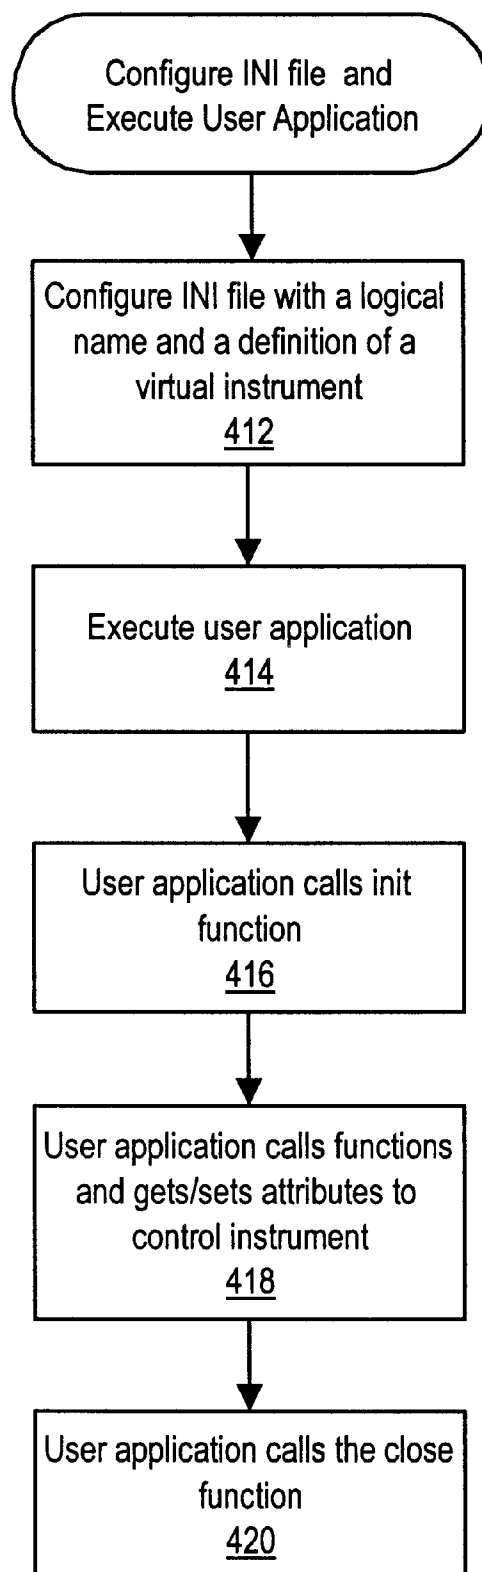 Configure INI file and
Execute User Application
Configure INI file with a logical
name and a definition of a
virtual instrument
412
Execute user application
414
User application calls init
function
416
User application calls functions
and gets/sets attributes to
control instrument
418
User application calls the close
function
420